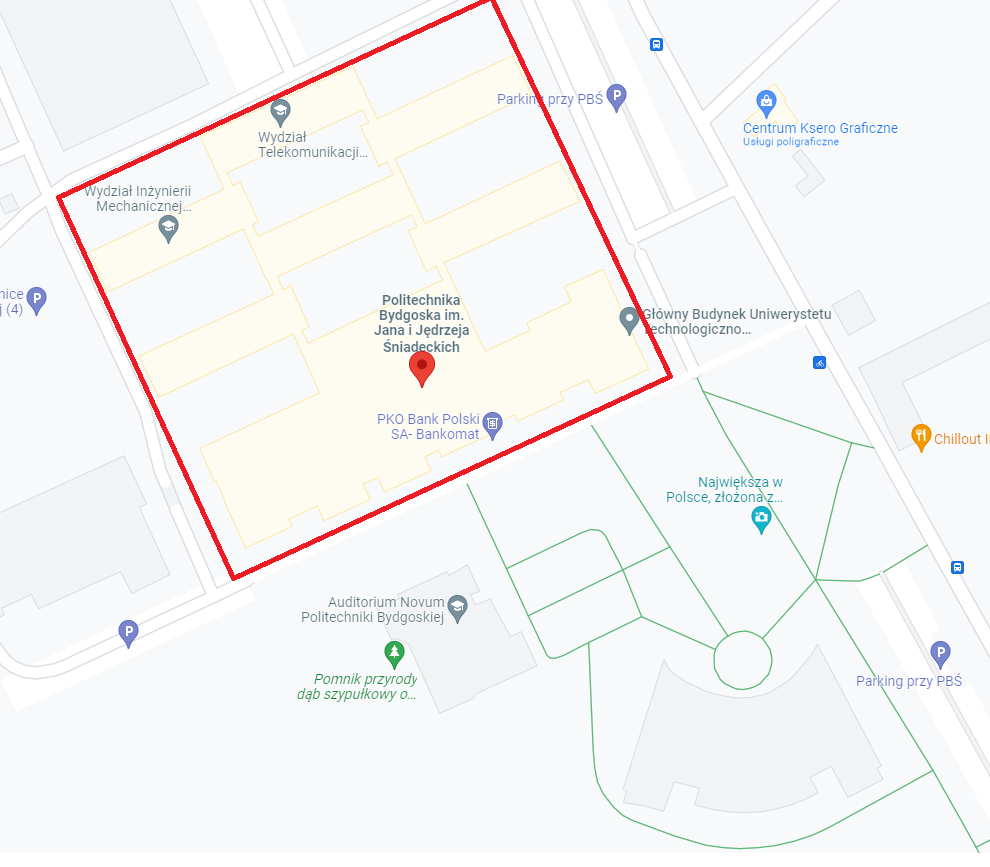 Parking przy PBŚ
P
Centrum Ksero Graficzne
Usługi poligraficzne
Wydział
Telekomunikacji...
Wydział Inżynierii
Mechanicznej...
nice
j (4)
P
Politechnika
Bydgoska im.
Jana i Jędrzeja
Śniadeckich
Główny Budynek Uniwerystetu
Technologiczno...
PKO Bank Polski
SA- Bankomat
Chillout
Największa w
Polsce, złożona z...
Auditorium Novum
Politechniki Bydgoskiej
P
Pomnik przyrody
dąb szypułkowy o...
P
Parking przy PBŚ